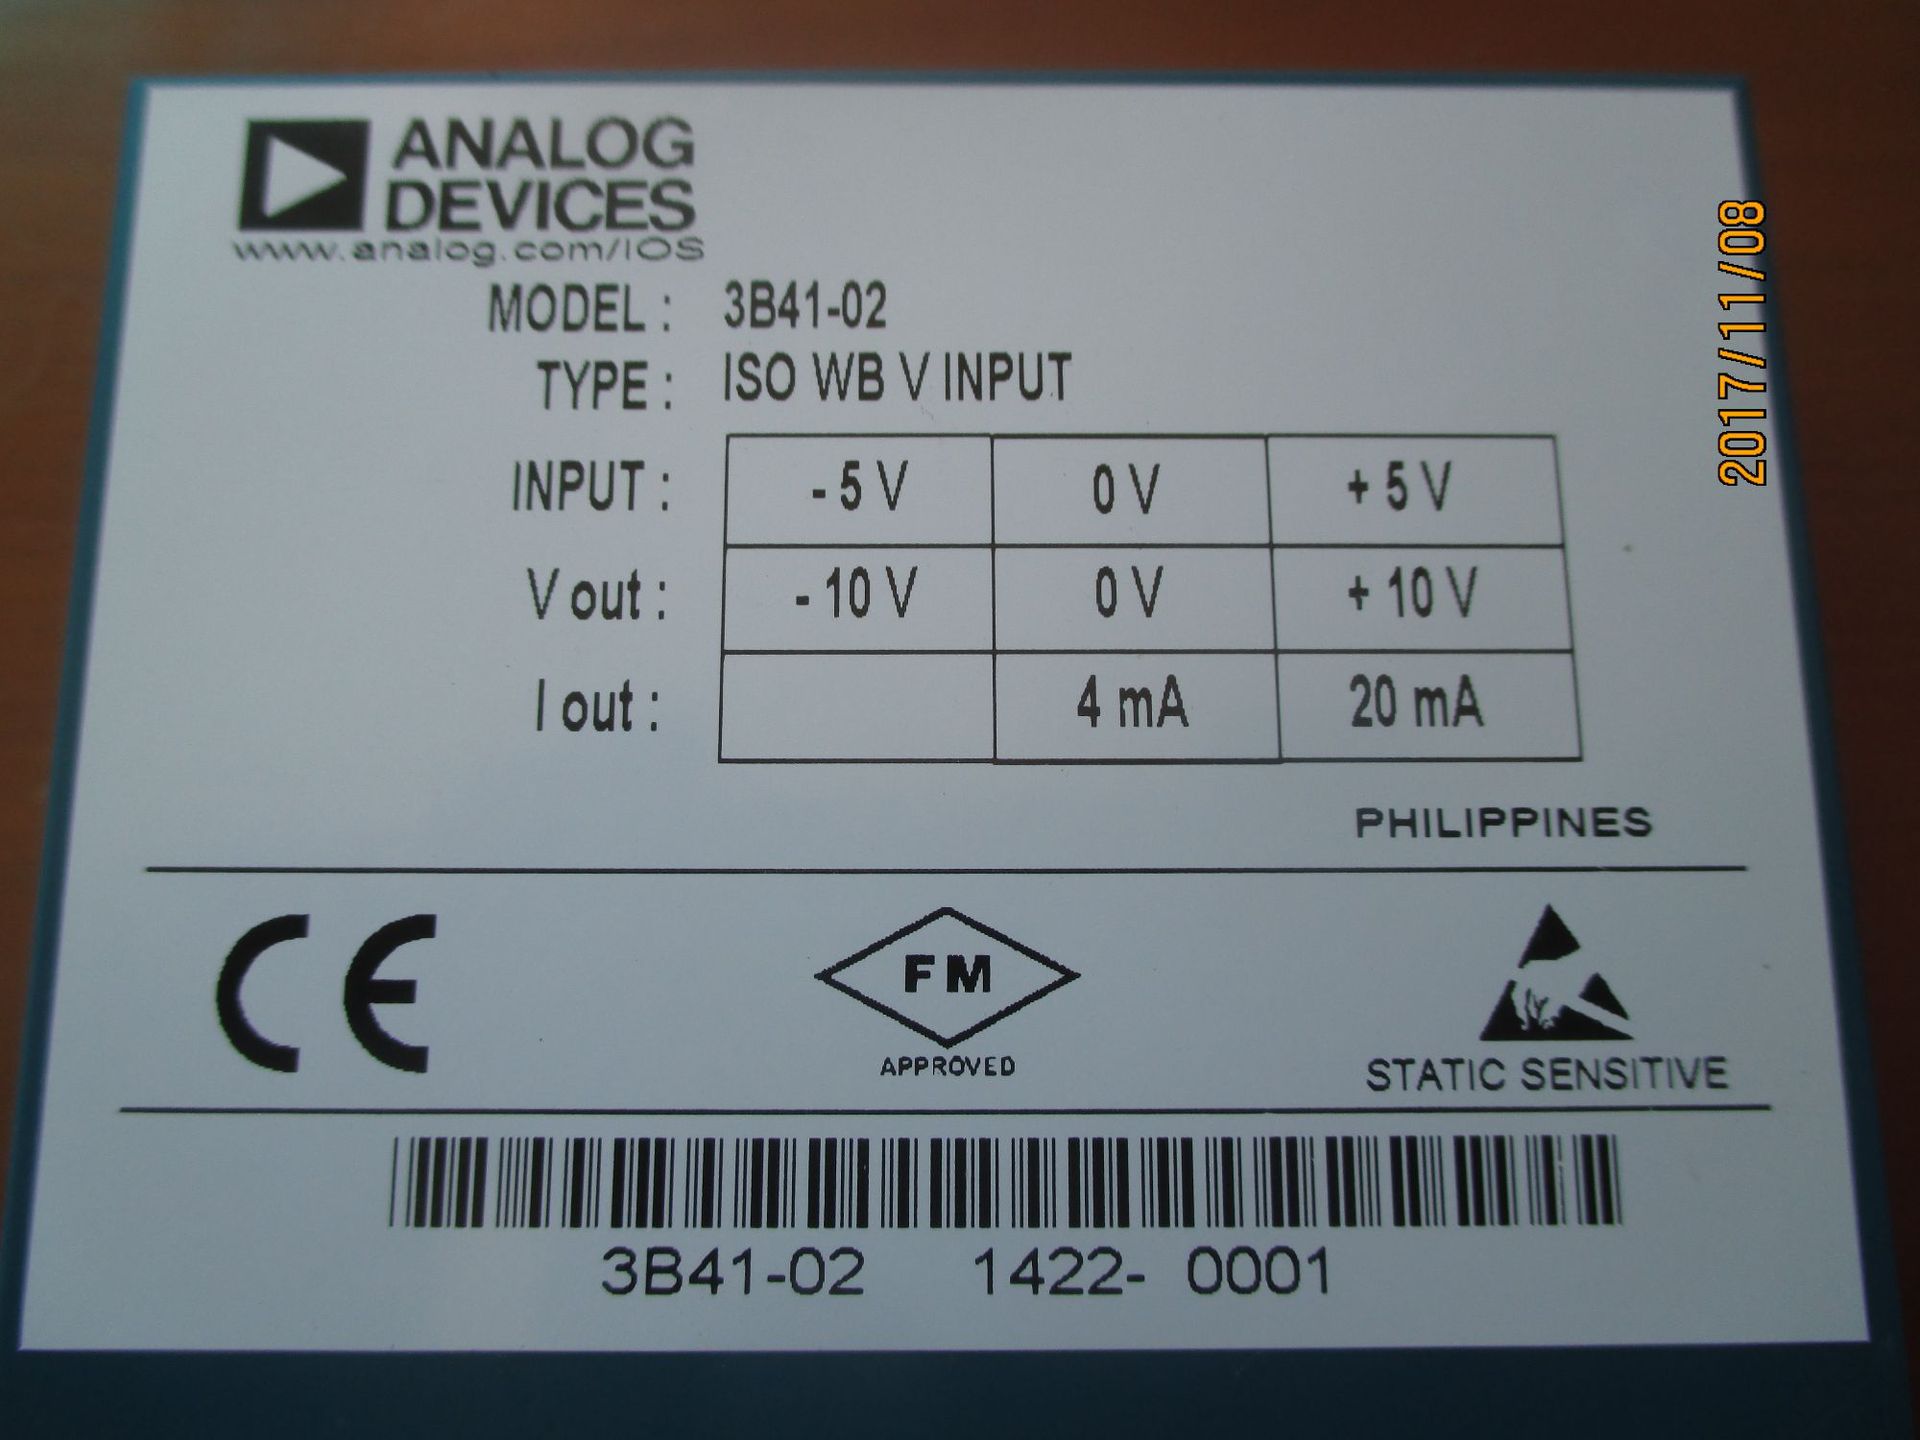 ANALOG
DEVICES
www.analog.com/IOS
MODEL : 3B41-02
TYPE : ISO WB V INPUT
INPUT : - 5 V 0 V + 5 V
V out : - 10 V 0 V + 10 V
I out : 4 mA 20 mA
PHILIPPINES
CE
FM
APPROVED
STATIC SENSITIVE
3B41-02 1422- 0001
2017/11/08